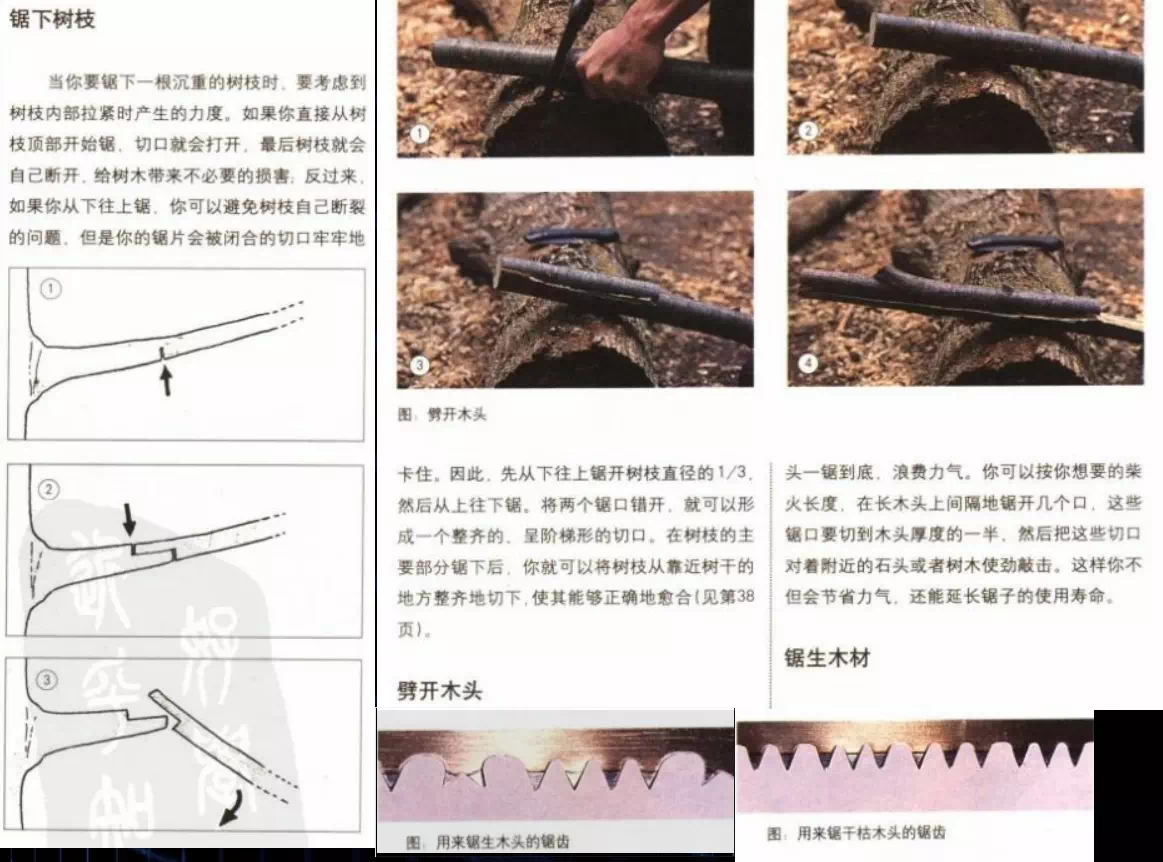 锯下树枝
当你要锯下一根沉重的树枝时，要考虑到
树枝内部拉紧时产生的力度。如果你直接从树
枝顶部开始锯，切口就会打开，最后树枝就会
自己断开，给树木带来不必要的损害；反过来，
如果你从下往上锯，你可以避免树枝自己断裂
的问题，但是你的锯片会被闭合的切口牢牢地
①
②
③
①
②
③
④
图：劈开木头
卡住。因此，先从下往上锯开树枝直径的1/3，
然后从上往下锯。将两个锯口错开，就可以形
成一个整齐的、呈阶梯形的切口。在树枝的主
要部分锯下后，你就可以将树枝从靠近树干的
地方整齐地切下，使其能够正确地愈合(见第38
页)。
劈开木头
头一锯到底，浪费力气。你可以按你想要的柴
火长度，在长木头上间隔地锯开几个口，这些
锯口要切到木头厚度的一半，然后把这些切口
对着附近的石头或者树木使劲敲击。这样你不
但会节省力气，还能延长锯子的使用寿命。
锯生木材
图：用来锯生木头的锯齿
图：用来锯干枯木头的锯齿